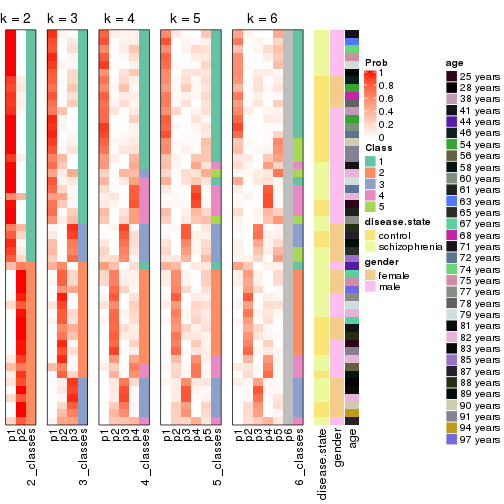 k = 2
k = 3
k = 4
k = 5
k = 6
p1
p2
2_classes
p1
p2
p3
3_classes
p1
p2
p3
p4
4_classes
p1
p2
p3
p4
p5
5_classes
p1
p2
p3
p4
p5
p6
6_classes
disease.state
gender
age
Prob
1
0.8
0.6
0.4
0.2
0
Class
1
2
3
4
5
disease.state
control
schizophrenia
gender
female
male
age
25 years
28 years
38 years
41 years
44 years
46 years
54 years
56 years
58 years
60 years
61 years
63 years
65 years
67 years
68 years
71 years
72 years
74 years
75 years
77 years
78 years
79 years
81 years
82 years
83 years
85 years
87 years
88 years
89 years
90 years
91 years
94 years
97 years